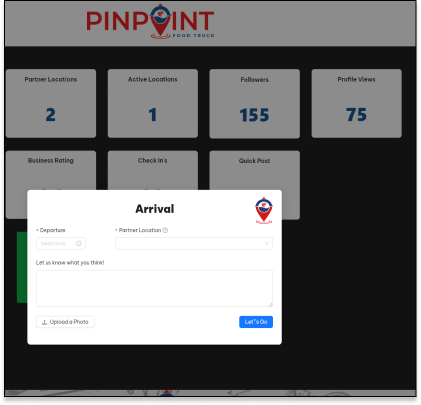 PINPOINT
FOOD TRUCK
Partner Locations
Active Locations
Followers
Profile Views
2
1
155
75
Business Rating
Check In's
Quick Post
Arrival
* Departure
* Partner Location
Select time
Let us know what you think!
Upload a Photo
Let''s Go